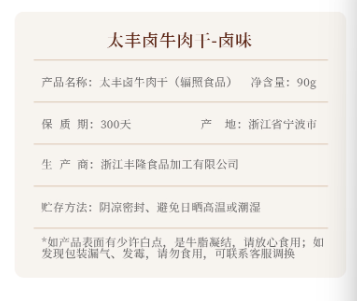 太丰卤牛肉干-卤味
产品名称：太丰卤牛肉干（辐照食品） 净含量：90g
保 质 期：300天 产 地：浙江省宁波市
生 产 商：浙江丰隆食品加工有限公司
贮存方法：阴凉密封、避免日晒高温或潮湿
*如产品表面有少许白点，是牛脂凝结，请放心食用；如
发现包装漏气、发霉，请勿食用，可联系客服调换